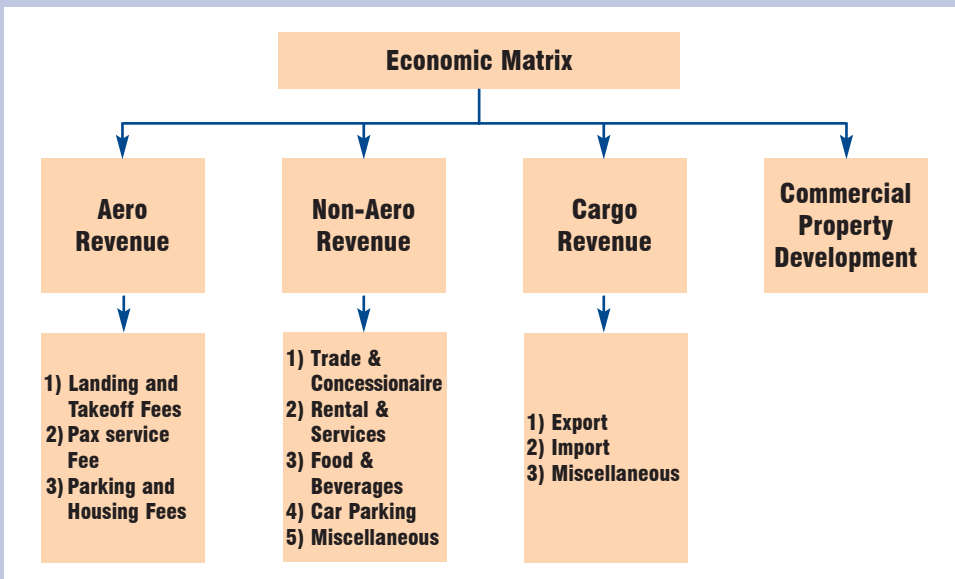 Economic Matrix
Aero
Revenue
Non-Aero
Revenue
Cargo
Revenue
Commercial
Property
Development
1) Landing and
Takeoff Fees
2) Pax service
Fee
3) Parking and
Housing Fees
1) Trade &
Concessionaire
2) Rental &
Services
3) Food &
Beverages
4) Car Parking
5) Miscellaneous
1) Export
2) Import
3) Miscellaneous